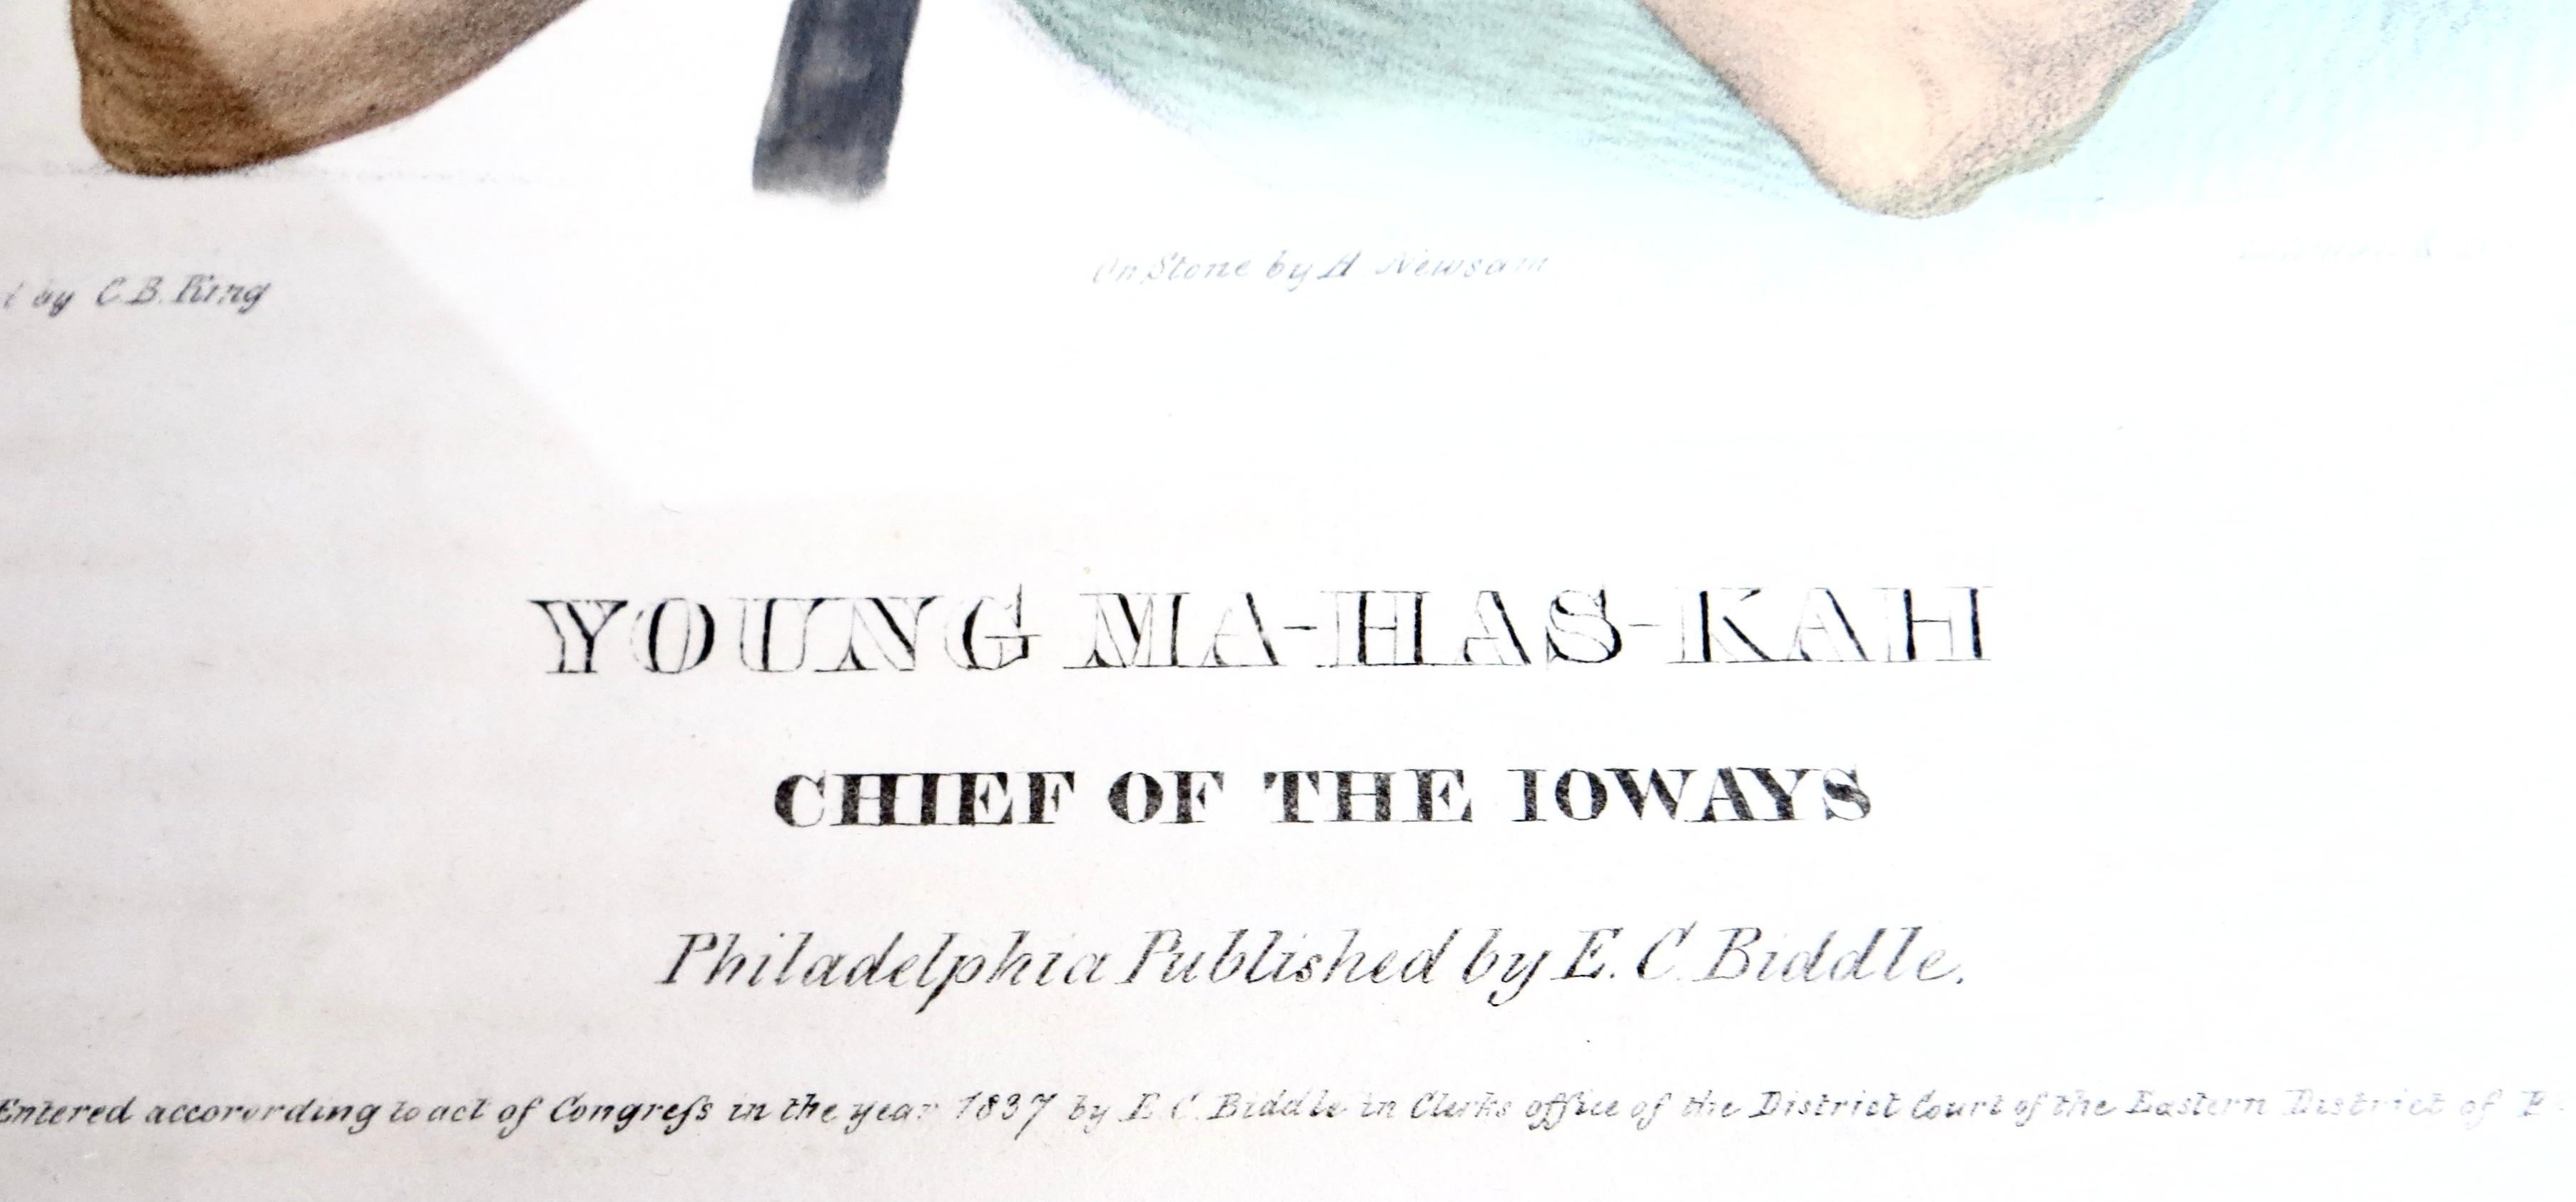 by C.B. King
On Stone by A Newsam
YOUNG MA-HAS-KAH
CHIEF OF THE IOWAYS
Philadelphia Published by E. C. Biddle.
Entered accorording to act of Congreſs in the year 1837 by E C. Biddle in Clerks office of the District Court of the Eastern District of